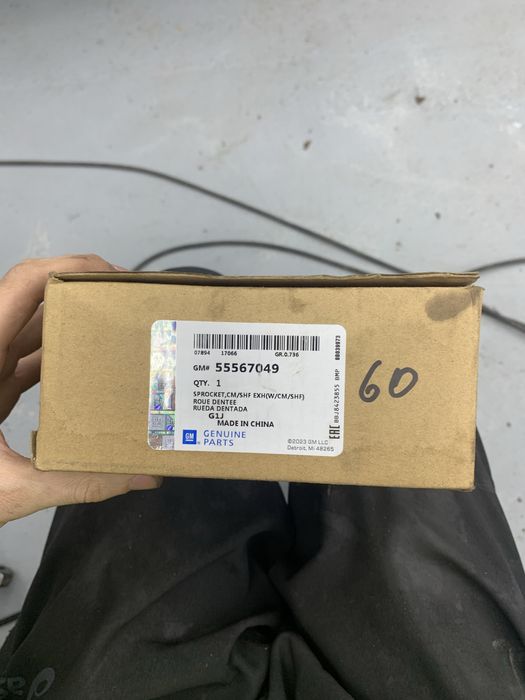 07894 17066 GR.0.736
GM# 55567049
QTY. 1
SPROCKET,CM/SHF EXH(W/CM/SHF)
ROUE DENTEE
RUEDA DENTADA
G1J
MADE IN CHINA
GM GENUINE
PARTS
©2023 GM LLC
Detroit, MI 48265
EAC
60